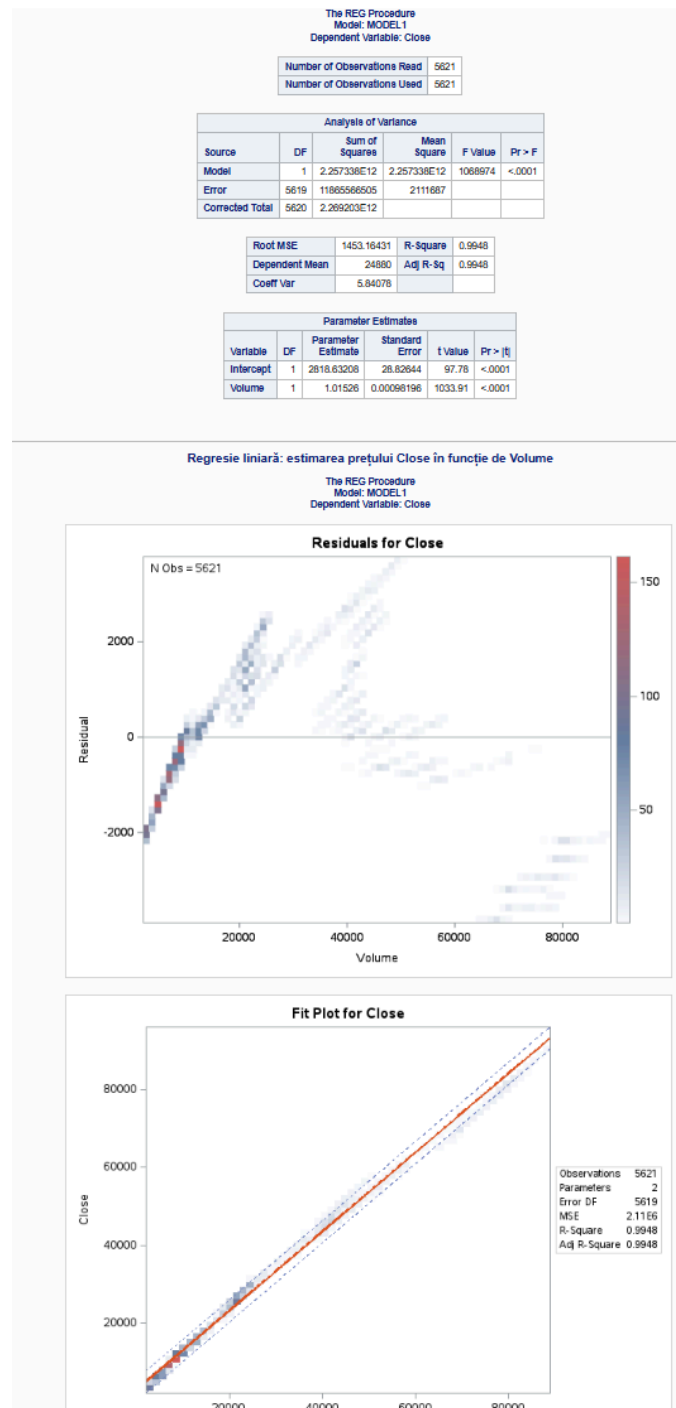 The REG Procedure
Model: MODEL1
Dependent Variable: Close
Number of Observations Read 5621
Number of Observations Used 5621
Analysis of Variance
Source DF Sum of Squares Mean Square F Value Pr > F
Model 1 2.257338E12 2.257338E12 1068974 <.0001
Error 5619 11865566505 2111687
Corrected Total 5620 2.269203E12
Root MSE 1453.16431 R-Square 0.9948
Dependent Mean 24880 Adj R-Sq 0.9948
Coeff Var 5.84078
Parameter Estimates
Variable DF Parameter Estimate Standard Error t Value Pr > |t|
Intercept 1 2818.63208 28.82644 97.78 <.0001
Volume 1 1.01526 0.00098196 1033.91 <.0001
Regresie liniară: estimarea prețului Close în funcție de Volume
The REG Procedure
Model: MODEL1
Dependent Variable: Close
Residuals for Close
N Obs = 5621
150
2000
100
0
Residual
50
-2000
20000 40000 60000 80000
Volume
Fit Plot for Close
80000
60000
Observations 5621
Parameters 2
Error DF 5619
MSE 2.11E6
R-Square 0.9948
Adj R-Square 0.9948
Close
40000
20000
20000 40000 60000 80000